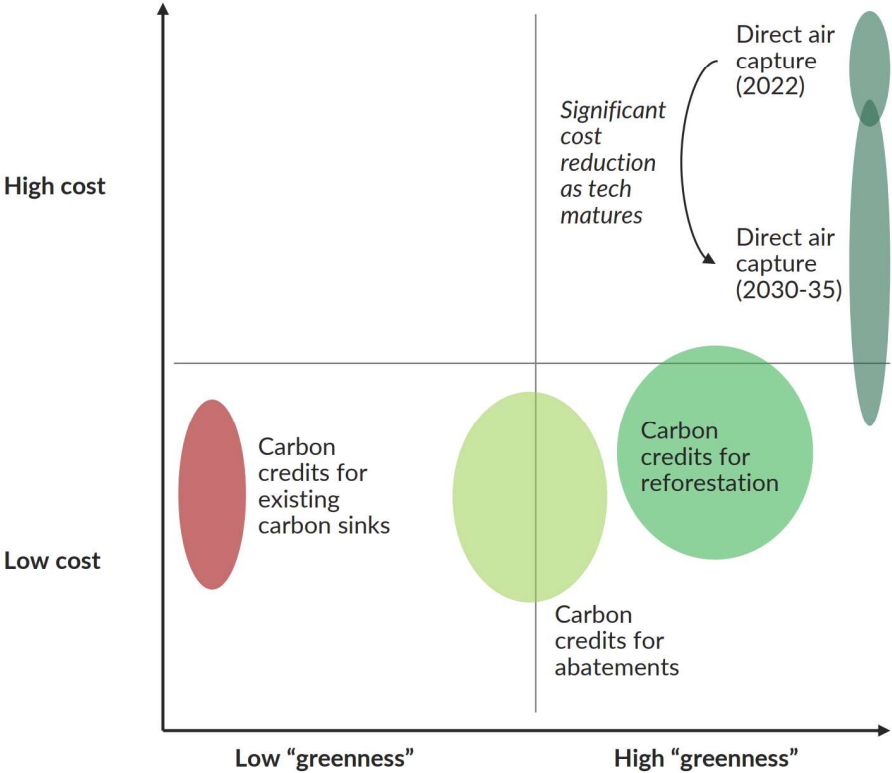 Direct air
capture
(2022)
Significant
cost
reduction
as tech
matures
High cost
Direct air
capture
(2030-35)
Carbon
credits for
existing
carbon sinks
Carbon
credits for
reforestation
Low cost
Carbon
credits for
abatements
Low “greenness”
High “greenness”